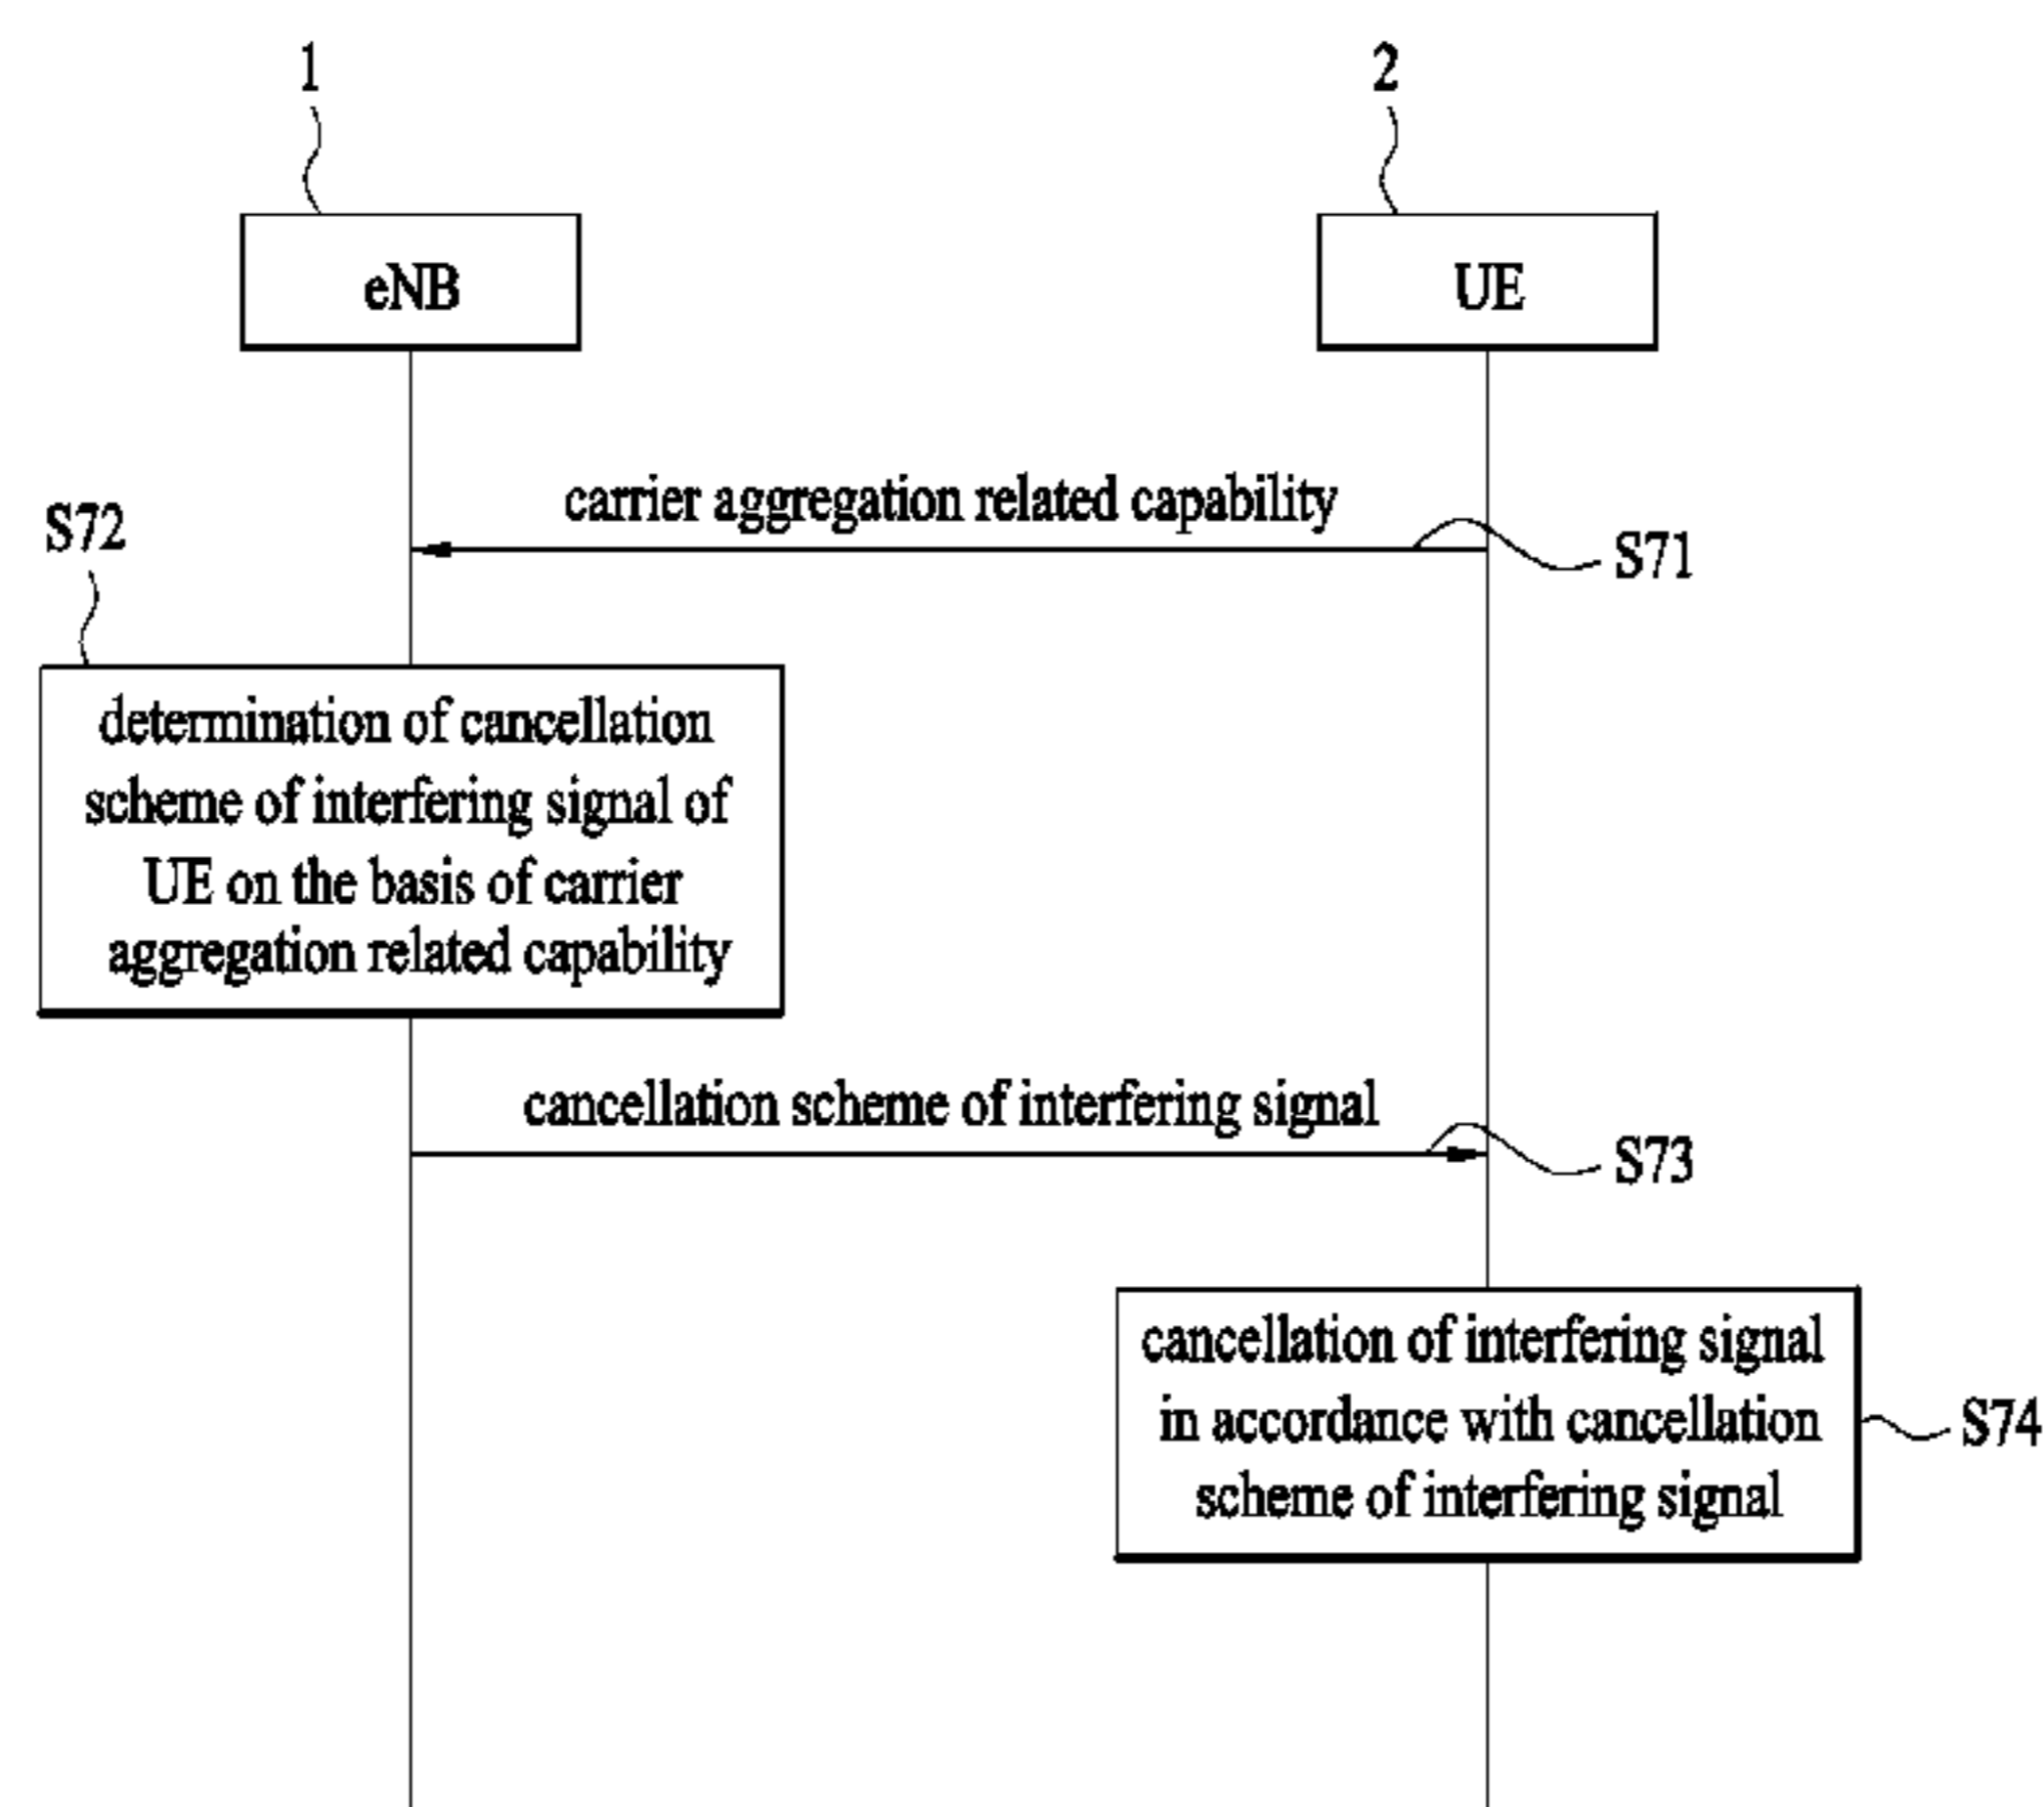 1
2
eNB
UE
carrier aggregation related capability
S72
S71
determination of cancellation
scheme of interfering signal of
UE on the basis of carrier
aggregation related capability
cancellation scheme of interfering signal
S73
cancellation of interfering signal
in accordance with cancellation
scheme of interfering signal
S74